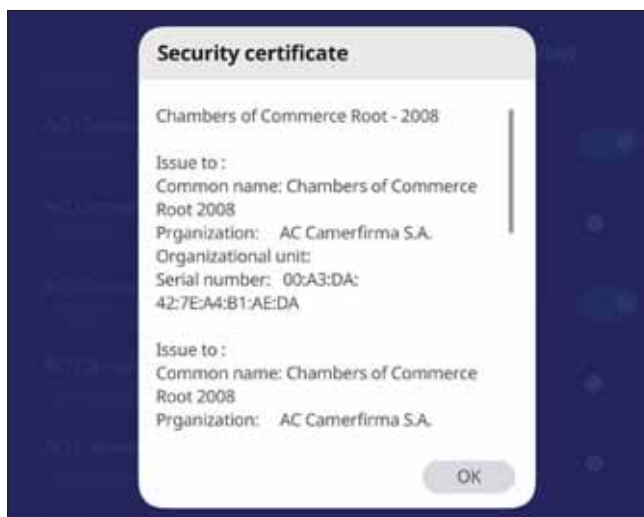 Security certificate
Chambers of Commerce Root - 2008
Issue to :
Common name: Chambers of Commerce
Root 2008
Prganization: AC Camerfirma S.A.
Organizational unit:
Serial number: 00:A3:DA:
42:7E:A4:B1:AE:DA
Issue to :
Common name: Chambers of Commerce
Root 2008
Prganization: AC Camerfirma S.A.
OK